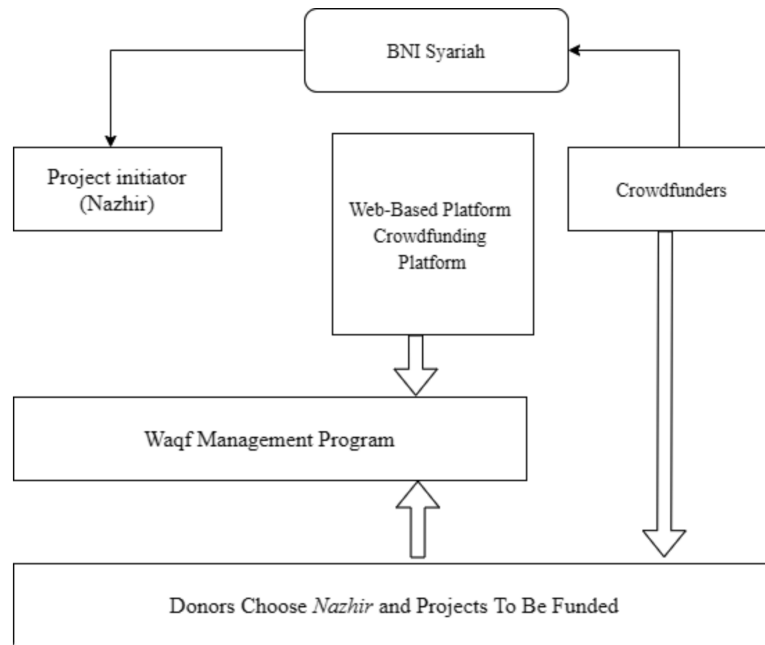 BNI Syariah
Project initiator
(Nazhir)
Web-Based Platform
Crowdfunding
Platform
Crowdfunders
Waqf Management Program
Donors Choose Nazhir and Projects To Be Funded